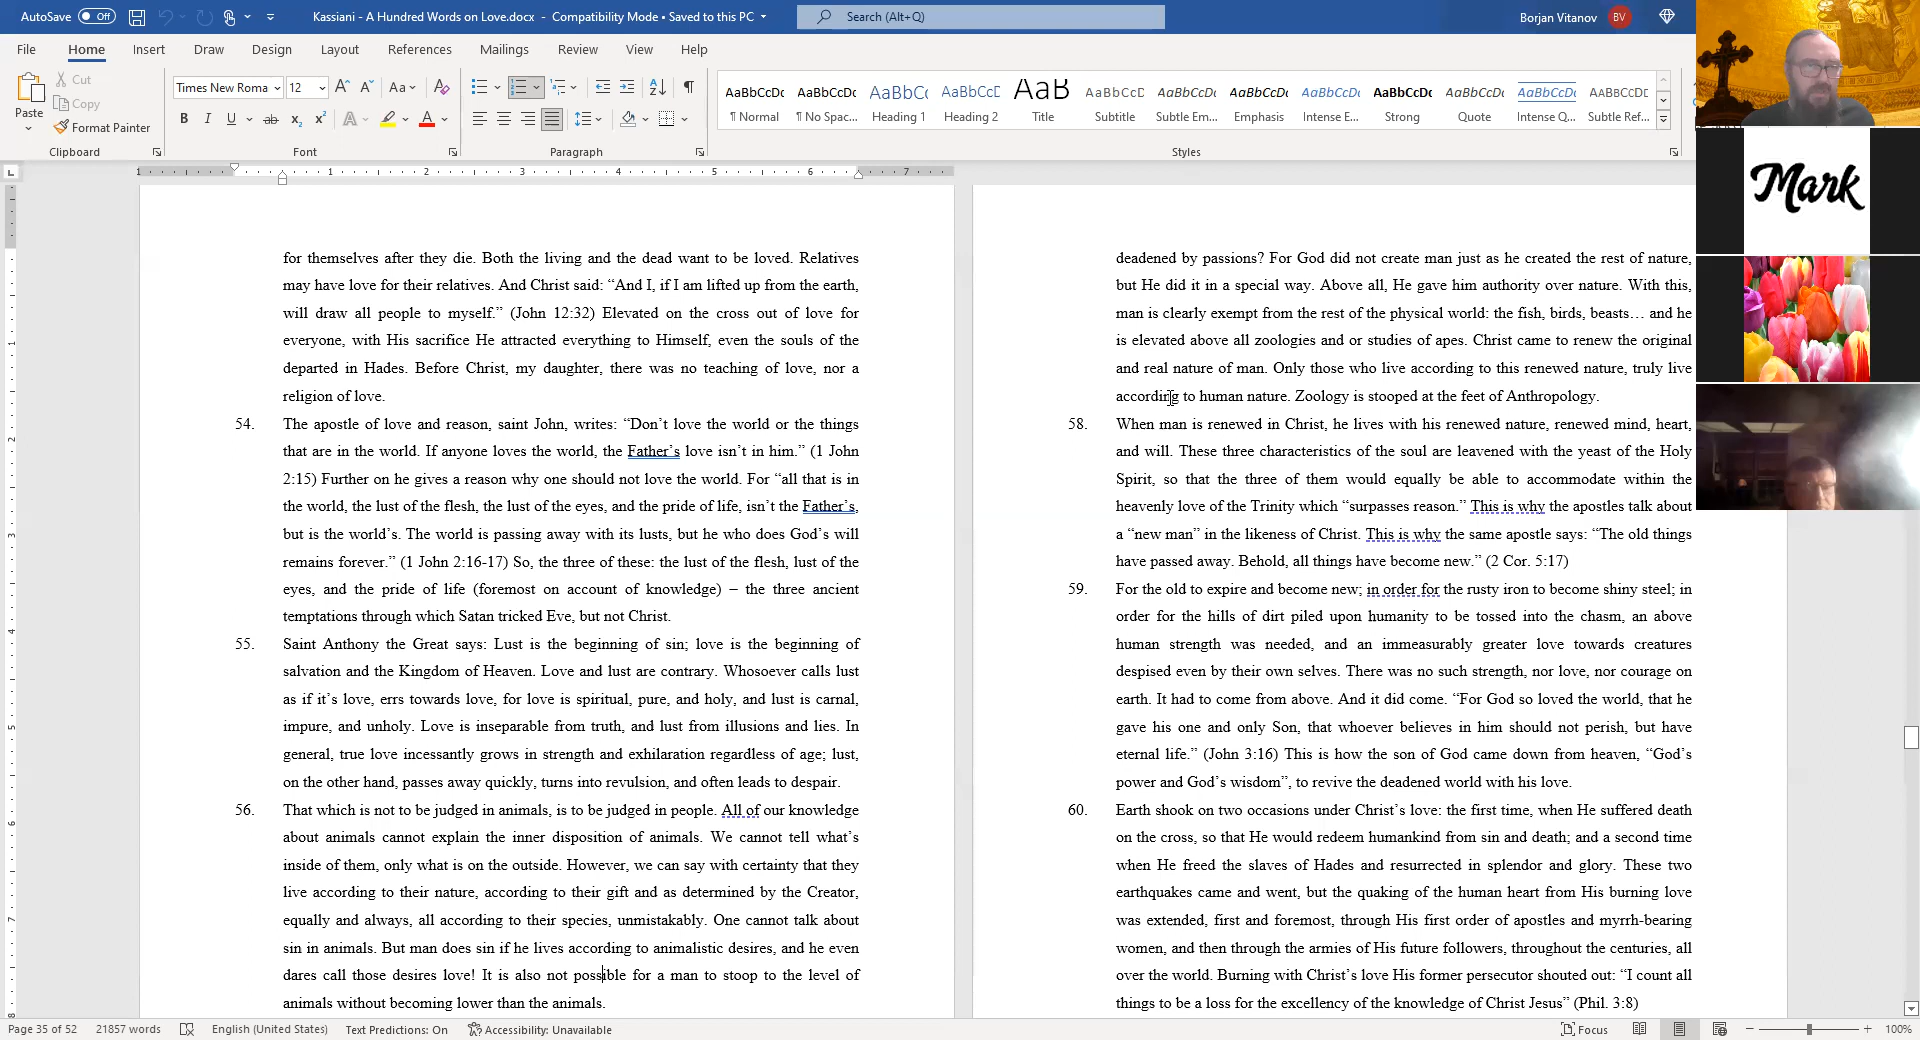 AutoSave Off Kassiani - A Hundred Words on Love.docx - Compatibility Mode • Saved to this PC Search (Alt+Q) Borjan Vitanov BV
File Home Insert Draw Design Layout References Mailings Review View Help
Paste Cut Copy Format Painter
Times New Roma 12 Aa
B I U ab x₂ x² A A
AaBbCcDc AaBbCcDc AaBbCc AaBbCcD AaB AaBbCcD AaBbCcDc AaBbCcDc AaBbCcDc AaBbCcDc AaBbCcDc AaBbCcDc AABBCCDE
¶ Normal ¶ No Spac... Heading 1 Heading 2 Title Subtitle Subtle Em... Emphasis Intense E... Strong Quote Intense Q... Subtle Ref...
Clipboard Font Paragraph Styles
1 1 2 3 4 5 6 7
for themselves after they die. Both the living and the dead want to be loved. Relatives
may have love for their relatives. And Christ said: “And I, if I am lifted up from the earth,
will draw all people to myself.” (John 12:32) Elevated on the cross out of love for
everyone, with His sacrifice He attracted everything to Himself, even the souls of the
departed in Hades. Before Christ, my daughter, there was no teaching of love, nor a
religion of love.
54. The apostle of love and reason, saint John, writes: “Don’t love the world or the things
that are in the world. If anyone loves the world, the Father’s love isn’t in him.” (1 John
2:15) Further on he gives a reason why one should not love the world. For “all that is in
the world, the lust of the flesh, the lust of the eyes, and the pride of life, isn’t the Father’s,
but is the world’s. The world is passing away with its lusts, but he who does God’s will
remains forever.” (1 John 2:16-17) So, the three of these: the lust of the flesh, lust of the
eyes, and the pride of life (foremost on account of knowledge) – the three ancient
temptations through which Satan tricked Eve, but not Christ.
55. Saint Anthony the Great says: Lust is the beginning of sin; love is the beginning of
salvation and the Kingdom of Heaven. Love and lust are contrary. Whosoever calls lust
as if it’s love, errs towards love, for love is spiritual, pure, and holy, and lust is carnal,
impure, and unholy. Love is inseparable from truth, and lust from illusions and lies. In
general, true love incessantly grows in strength and exhilaration regardless of age; lust,
on the other hand, passes away quickly, turns into revulsion, and often leads to despair.
56. That which is not to be judged in animals, is to be judged in people. All of our knowledge
about animals cannot explain the inner disposition of animals. We cannot tell what’s
inside of them, only what is on the outside. However, we can say with certainty that they
live according to their nature, according to their gift and as determined by the Creator,
equally and always, all according to their species, unmistakably. One cannot talk about
sin in animals. But man does sin if he lives according to animalistic desires, and he even
dares call those desires love! It is also not possible for a man to stoop to the level of
animals without becoming lower than the animals.
deadened by passions? For God did not create man just as he created the rest of nature,
but He did it in a special way. Above all, He gave him authority over nature. With this,
man is clearly exempt from the rest of the physical world: the fish, birds, beasts… and he
is elevated above all zoologies and or studies of apes. Christ came to renew the original
and real nature of man. Only those who live according to this renewed nature, truly live
according to human nature. Zoology is stooped at the feet of Anthropology.
58. When man is renewed in Christ, he lives with his renewed nature, renewed mind, heart,
and will. These three characteristics of the soul are leavened with the yeast of the Holy
Spirit, so that the three of them would equally be able to accommodate within the
heavenly love of the Trinity which “surpasses reason.” This is why the apostles talk about
a “new man” in the likeness of Christ. This is why the same apostle says: “The old things
have passed away. Behold, all things have become new.” (2 Cor. 5:17)
59. For the old to expire and become new; in order for the rusty iron to become shiny steel; in
order for the hills of dirt piled upon humanity to be tossed into the chasm, an above
human strength was needed, and an immeasurably greater love towards creatures
despised even by their own selves. There was no such strength, nor love, nor courage on
earth. It had to come from above. And it did come. “For God so loved the world, that he
gave his one and only Son, that whoever believes in him should not perish, but have
eternal life.” (John 3:16) This is how the son of God came down from heaven, “God’s
power and God’s wisdom”, to revive the deadened world with his love.
60. Earth shook on two occasions under Christ’s love: the first time, when He suffered death
on the cross, so that He would redeem humankind from sin and death; and a second time
when He freed the slaves of Hades and resurrected in splendor and glory. These two
earthquakes came and went, but the quaking of the human heart from His burning love
was extended, first and foremost, through His first order of apostles and myrrh-bearing
women, and then through the armies of His future followers, throughout the centuries, all
over the world. Burning with Christ’s love His former persecutor shouted out: “I count all
things to be a loss for the excellency of the knowledge of Christ Jesus” (Phil. 3:8)
Mark
Page 35 of 52 21857 words English (United States) Text Predictions: On Accessibility: Unavailable Focus 100%